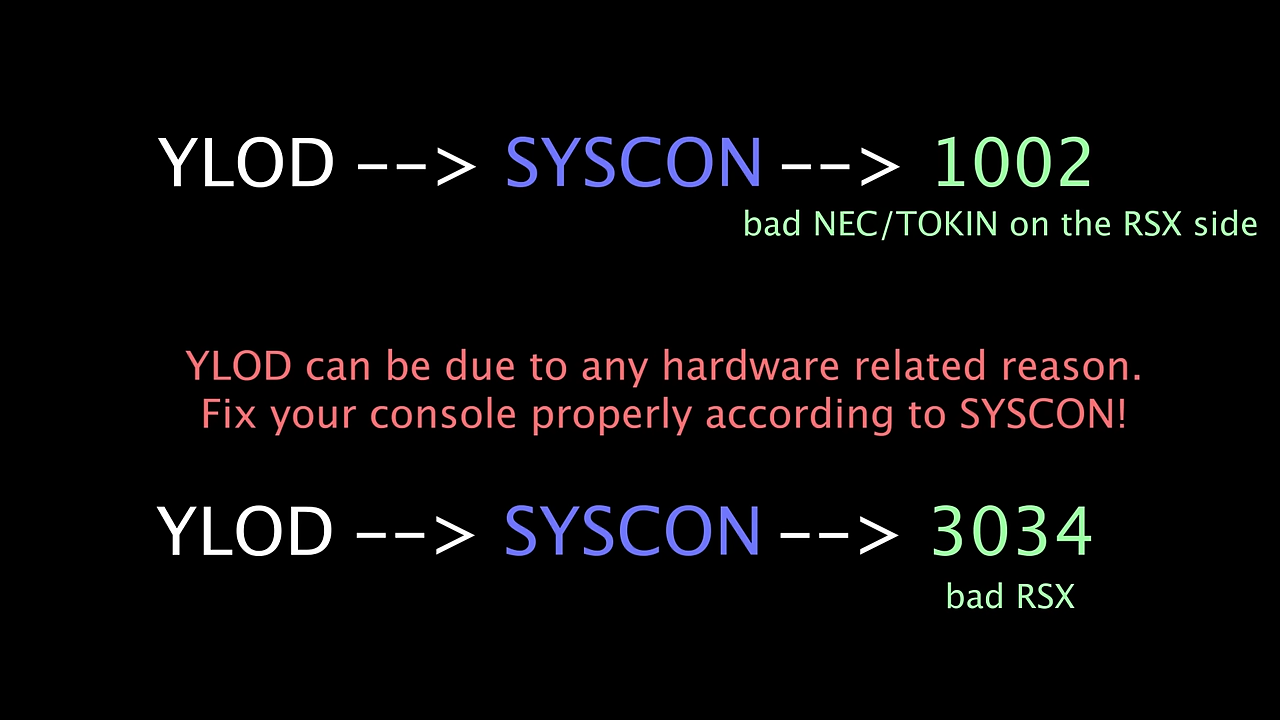 YLOD --> SYSCON --> 1002
bad NEC/TOKIN on the RSX side
YLOD can be due to any hardware related reason.
Fix your console properly according to SYSCON!
YLOD --> SYSCON --> 3034
bad RSX